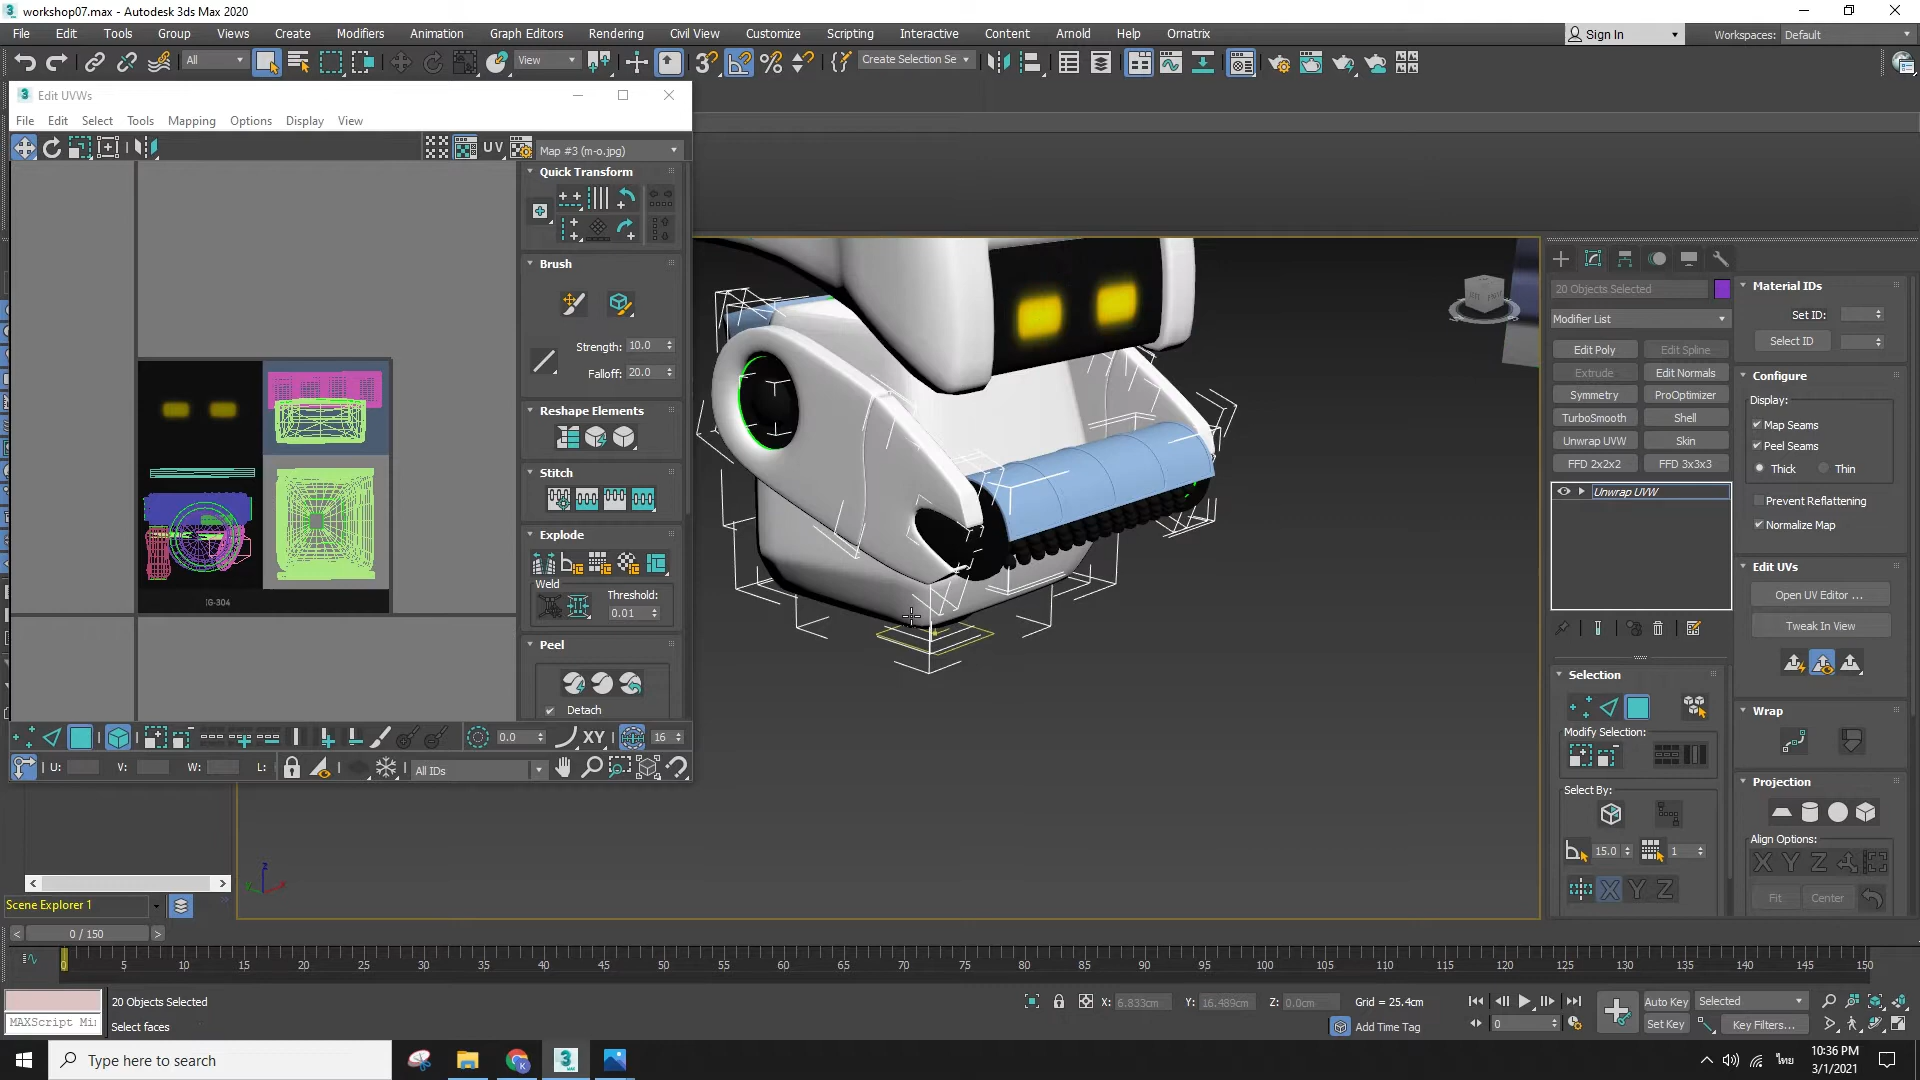 workshop07.max - Autodesk 3ds Max 2020
File Edit Tools Group Views Create Modifiers Animation Graph Editors Rendering Civil View Customize Scripting Interactive Content Arnold Help Ornatrix
Sign In
Workspaces: Default
All
View
Create Selection Se
Edit UVWs
File Edit Select Tools Mapping Options Display View
UV
Map #3 (m-o.jpg)
Quick Transform
Brush
Strength: 10.0
Falloff: 20.0
Reshape Elements
Stitch
Explode
Weld
Threshold:
0.01
Peel
Detach
0.0
XY
16
U: V: W: L:
All IDs
20 Objects Selected
Modifier List
Edit Poly Edit Spline
Extrude Edit Normals
Symmetry ProOptimizer
TurboSmooth Shell
Unwrap UVW Skin
FFD 2x2x2 FFD 3x3x3
Unwrap UVW
Selection
Modify Selection:
Select By:
15.0
1
X Y Z
Material IDs
Set ID:
Select ID
Configure
Display:
Map Seams
Peel Seams
Thick Thin
Prevent Reflattening
Normalize Map
Edit UVs
Open UV Editor ...
Tweak In View
Wrap
Projection
Align Options:
X Y Z
Fit Center
Scene Explorer 1
0 / 150
0 5 10 15 20 25 30 35 40 45 50 55 60 65 70 75 80 85 90 95 100 105 110 115 120 125 130 135 140 145 150
20 Objects Selected
MAXScript Mi
Select faces
X: 6.833cm Y: 16.489cm Z: 0.0cm Grid = 25.4cm
Add Time Tag
0
Auto Key Selected
Set Key Key Filters...
Type here to search
ไทย
10:36 PM
3/1/2021